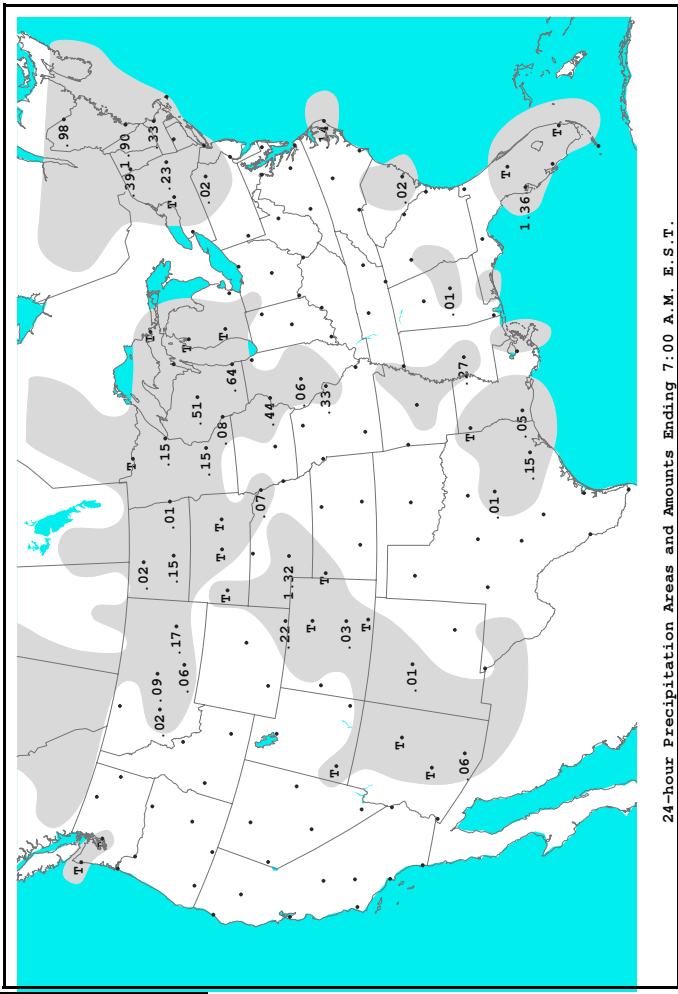 .98
T
T
1.90
.39
T
.02
T
.33
.09
.02
.15
.23
.01
T
.15
.17
.06
T
.51
.02
.15
T
T
.08
T
T
.64
.07
.44
.22
1.32
.06
T
.14
T
.33
T
.03
T
T
.02
.01
T
.01
.27
.06
T
.01
T
.05
1.36
.15
T
24-hour Precipitation Areas and Amounts Ending 7:00 A.M. E.S.T.